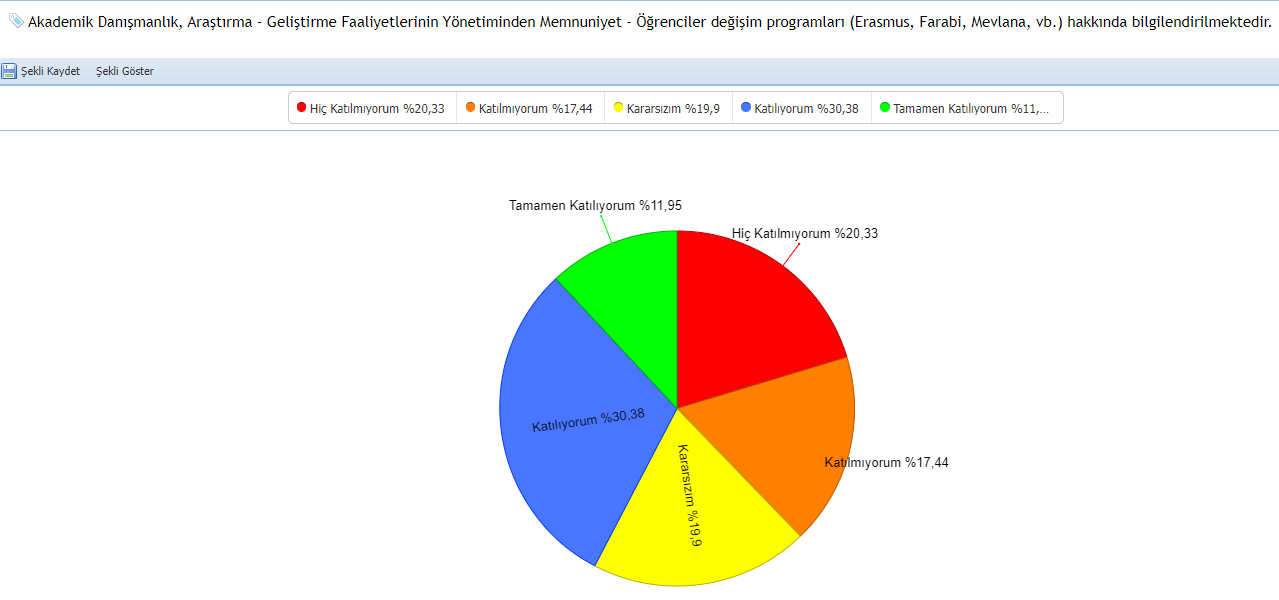 Akademik Danışmanlık, Araştırma - Geliştirme Faaliyetlerinin Yönetiminden Memnuniyet - Öğrenciler değişim programları (Erasmus, Farabi, Mevlana, vb.) hakkında bilgilendirilmektedir.
Şekli Kaydet Şekli Göster
Hiç Katılmıyorum %20,33 Katılmıyorum %17,44 Kararsızım %19,9 Katılıyorum %30,38 Tamamen Katılıyorum %11,...
Tamamen Katılıyorum %11,95
Hiç Katılmıyorum %20,33
Katılıyorum %30,38
Katılmıyorum %17,44
Kararsızım %19,9